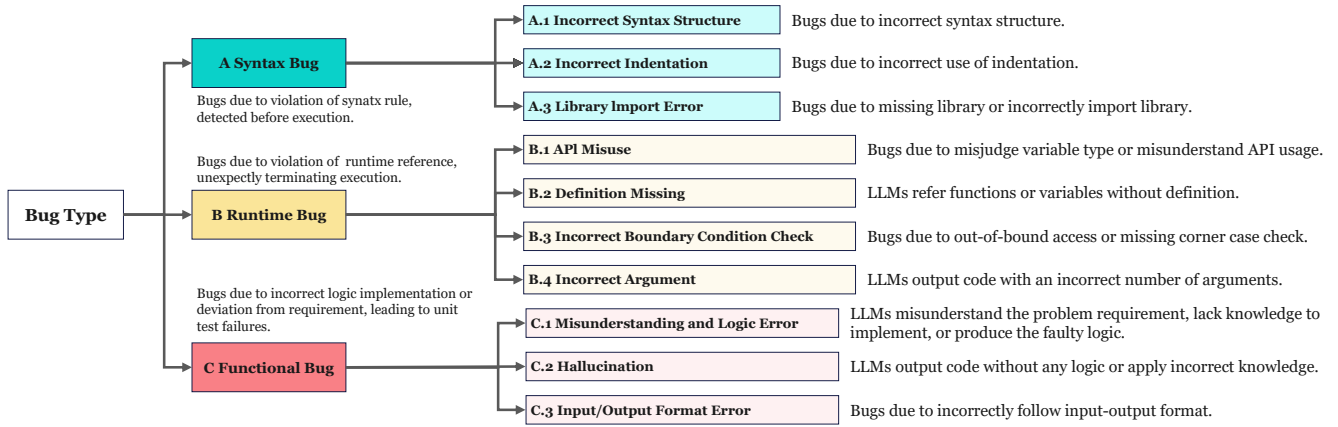 Bug Type
A Syntax Bug
Bugs due to violation of synatx rule,
detected before execution.
A.1 Incorrect Syntax Structure
Bugs due to incorrect syntax structure.
A.2 Incorrect Indentation
Bugs due to incorrect use of indentation.
A.3 Library lmport Error
Bugs due to missing library or incorrectly import library.
Bugs due to violation of  runtime reference,
unexpectly terminating execution.
B Runtime Bug
B.1 APl Misuse
Bugs due to misjudge variable type or misunderstand API usage.
B.2 Definition Missing
LLMs refer functions or variables without definition.
B.3 Incorrect Boundary Condition Check
Bugs due to out-of-bound access or missing corner case check.
B.4 Incorrect Argument
LLMs output code with an incorrect number of arguments.
Bugs due to incorrect logic implementation or
deviation from requirement, leading to unit
test failures.
C Functional Bug
C.1 Misunderstanding and Logic Error
LLMs misunderstand the problem requirement, lack knowledge to
implement, or produce the faulty logic.
C.2 Hallucination
LLMs output code without any logic or apply incorrect knowledge.
C.3 Input/Output Format Error
Bugs due to incorrectly follow input-output format.